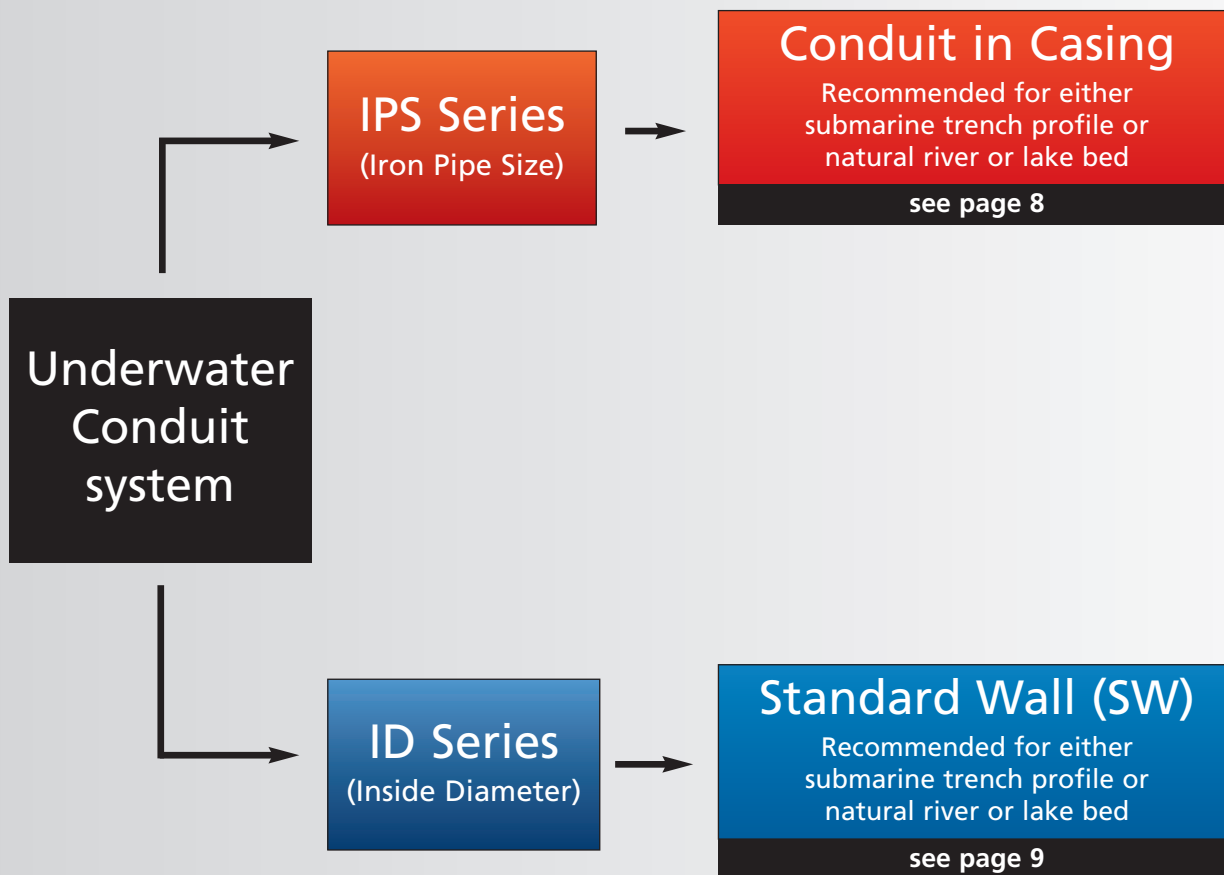 Underwater
Conduit
system
IPS Series
(Iron Pipe Size)
Conduit in Casing
Recommended for either
submarine trench profile or
natural river or lake bed
see page 8
ID Series
(Inside Diameter)
Standard Wall (SW)
Recommended for either
submarine trench profile or
natural river or lake bed
see page 9